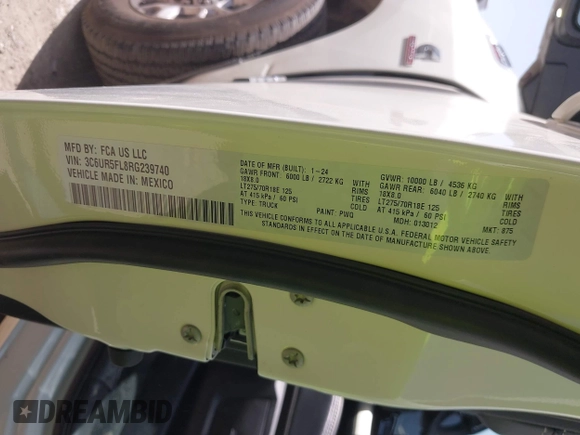 MFD BY: FCA US LLC
VIN: 3C6UR5FL8RG239740
VEHICLE MADE IN: MEXICO
DATE OF MFR (BUILT): 1-24
GAWR FRONT: 6000 LB / 2722 KG WITH
18X8.0 RIMS
LT275/70R18E 125 TIRES
AT 415 kPa / 60 PSI COLD
TYPE: TRUCK PAINT: PWQ
GVWR: 10000 LB / 4536 KG
GAWR REAR: 6040 LB / 2740 KG WITH
18X8.0 RIMS
LT275/70R18E 125 TIRES
AT 415 kPa / 60 PSI COLD
MDH: 013012 MKT: 875
THIS VEHICLE CONFORMS TO ALL APPLICABLE U.S.A. FEDERAL MOTOR VEHICLE SAFETY
STANDARDS IN EFFECT ON THE DATE OF MANUFACTURE SHOWN ABOVE.
DREAMBID